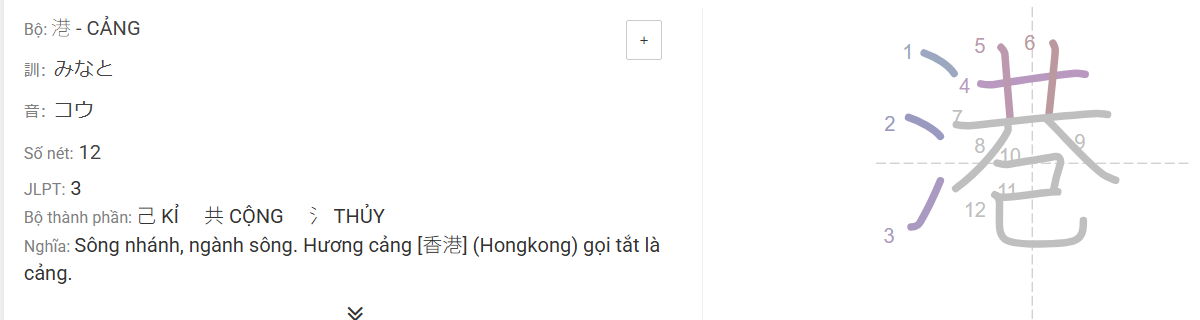 Bộ: 港 - CẢNG
+
訓: みなと
音: コウ
Số nét: 12
JLPT: 3
Bộ thành phần: 己 KỈ 共 CỘNG 氵 THỦY
Nghĩa: Sông nhánh, ngành sông. Hương cảng [香港] (Hongkong) gọi tắt là
cảng.
港
1
2
3
4
5
6
7
8
9
10
11
12